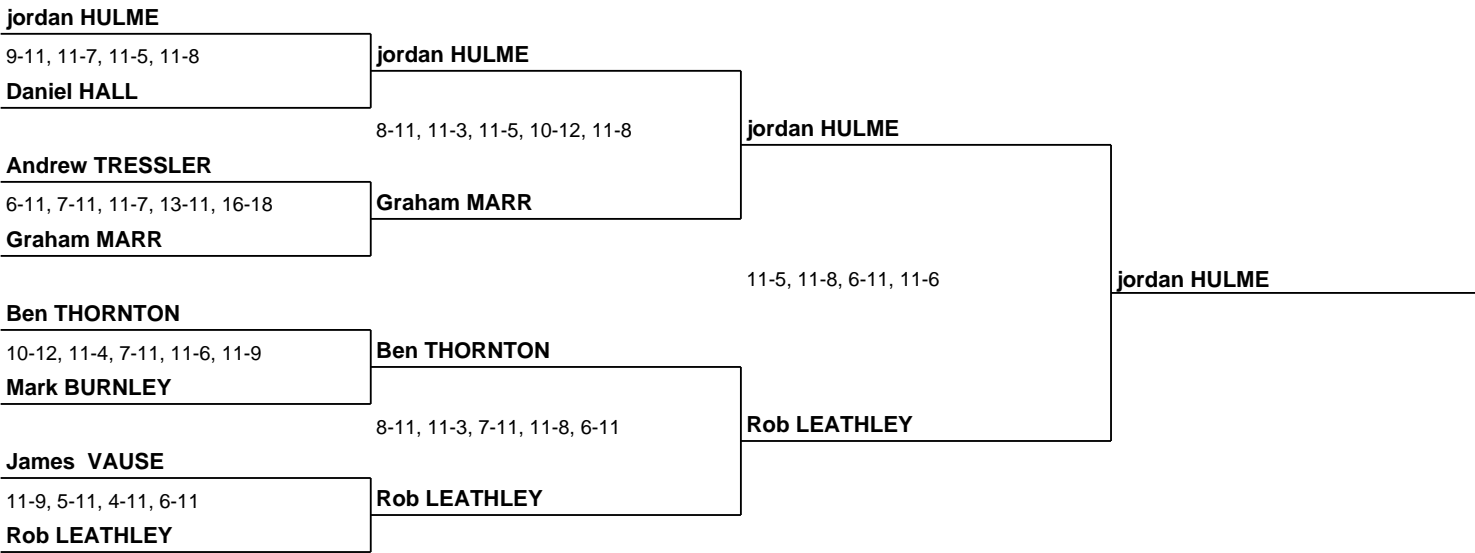 jordan HULME
9-11, 11-7, 11-5, 11-8
Daniel HALL
Andrew TRESSLER
6-11, 7-11, 11-7, 13-11, 16-18
Graham MARR
Ben THORNTON
10-12, 11-4, 7-11, 11-6, 11-9
Mark BURNLEY
James  VAUSE
11-9, 5-11, 4-11, 6-11
Rob LEATHLEY
jordan HULME
8-11, 11-3, 11-5, 10-12, 11-8
Graham MARR
Ben THORNTON
8-11, 11-3, 7-11, 11-8, 6-11
Rob LEATHLEY
jordan HULME
11-5, 11-8, 6-11, 11-6
Rob LEATHLEY
jordan HULME